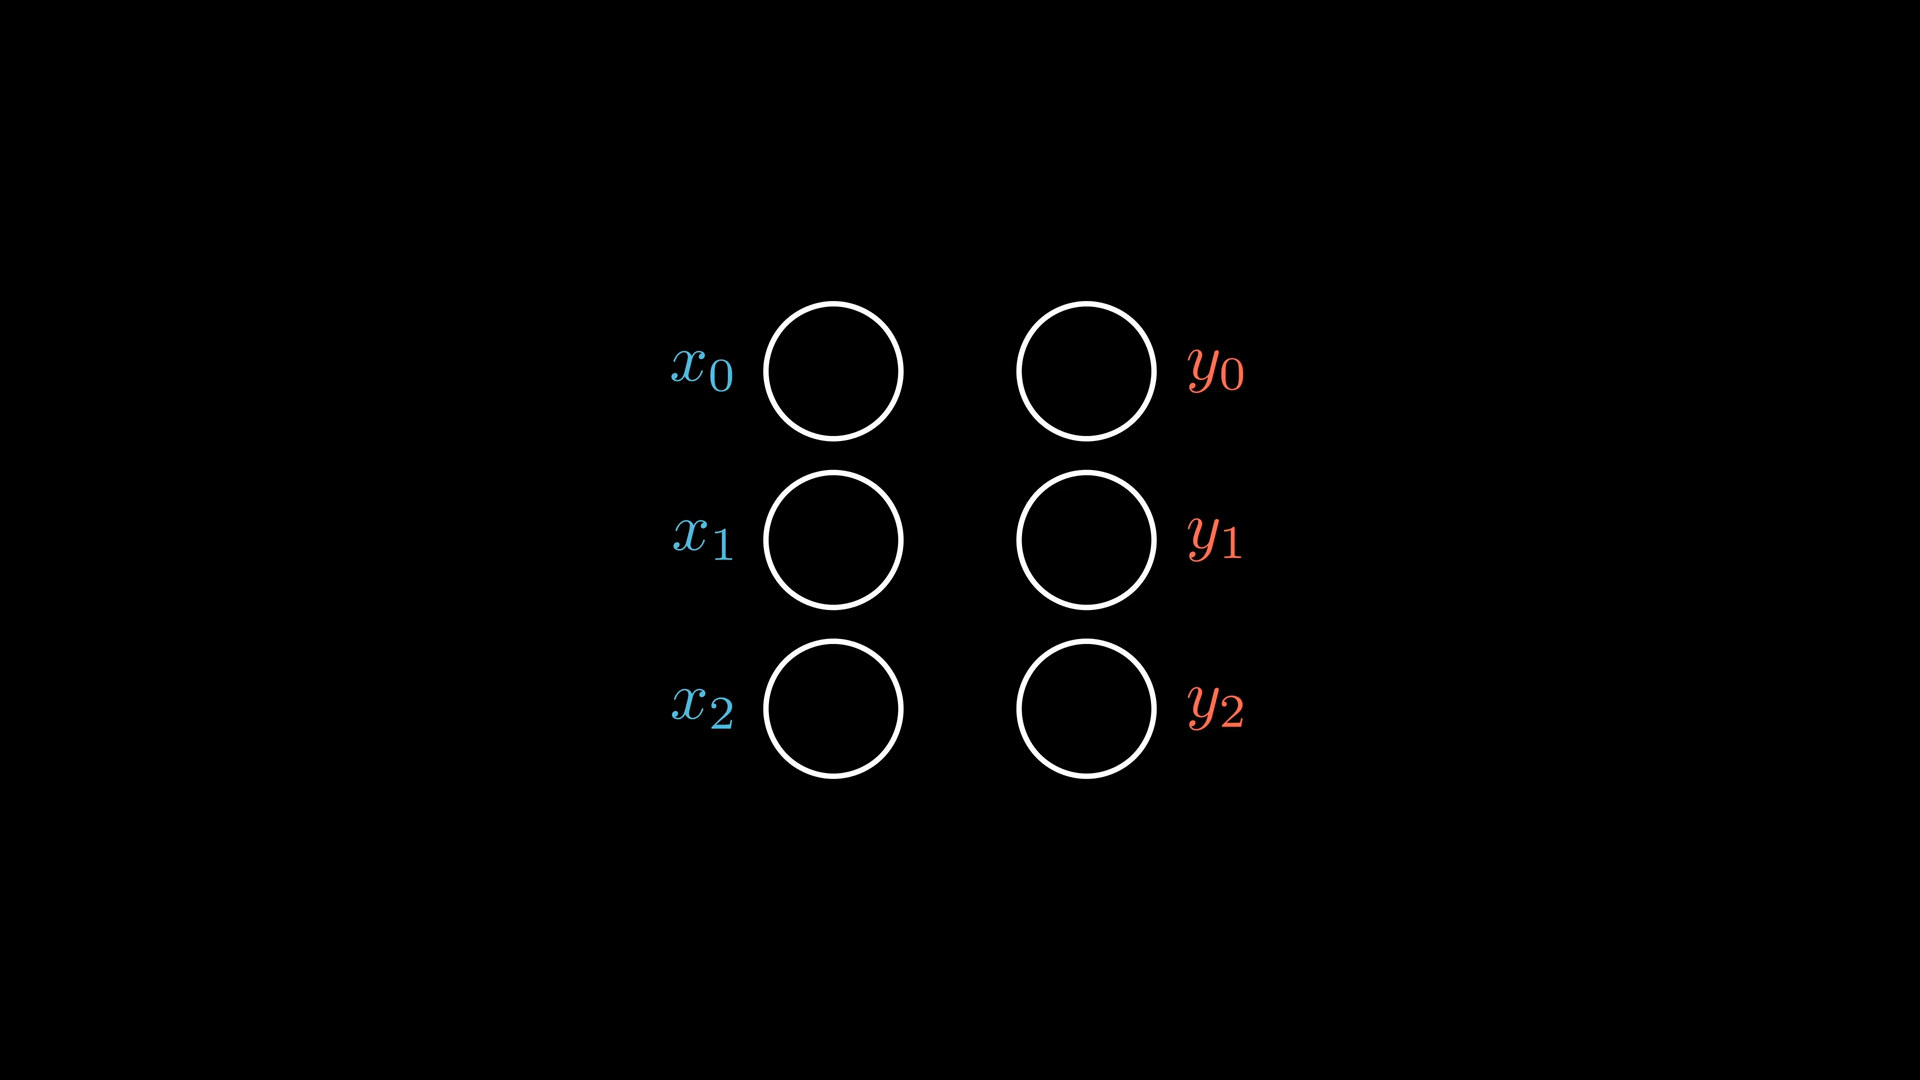 x₀ y₀
x₁ y₁
x₂ y₂